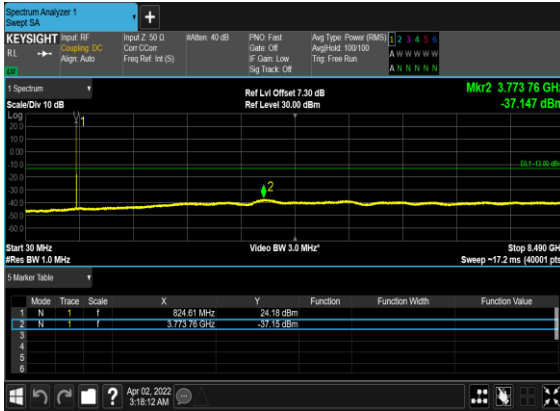 Spectrum Analyzer 1
Swept SA
+
KEYSIGHT Input: RF Input Z: 50 Ω #Atten: 40 dB PNO: Fast Avg Type: Power (RMS) 1 2 3 4 5 6
RL Coupling: DC Corr CCorr Gate: Off Avg|Hold: 100/100 A W W W W W
Align: Auto Freq Ref: Int (S) IF Gain: Low Trig: Free Run
Sig Track: Off A N N N N N
1 Spectrum Ref Lvl Offset 7.30 dB Mkr2 3.773 76 GHz
Scale/Div 10 dB Ref Level 30.00 dBm -37.147 dBm
Log
1
20.0
10.0
0.00
-10.0
DL1 -13.00 dBm
-20.0
-30.0
2
-40.0
-50.0
-60.0
Start 30 MHz Video BW 3.0 MHz* Stop 8.490 GHz
#Res BW 1.0 MHz Sweep ~17.2 ms (40001 pts)
5 Marker Table
Mode Trace Scale X Y Function Function Width Function Value
1 N 1 f 824.61 MHz 24.18 dBm
2 N 1 f 3.773 76 GHz -37.15 dBm
3
4
5
6
? Apr 02, 2022
3:18:12 AM